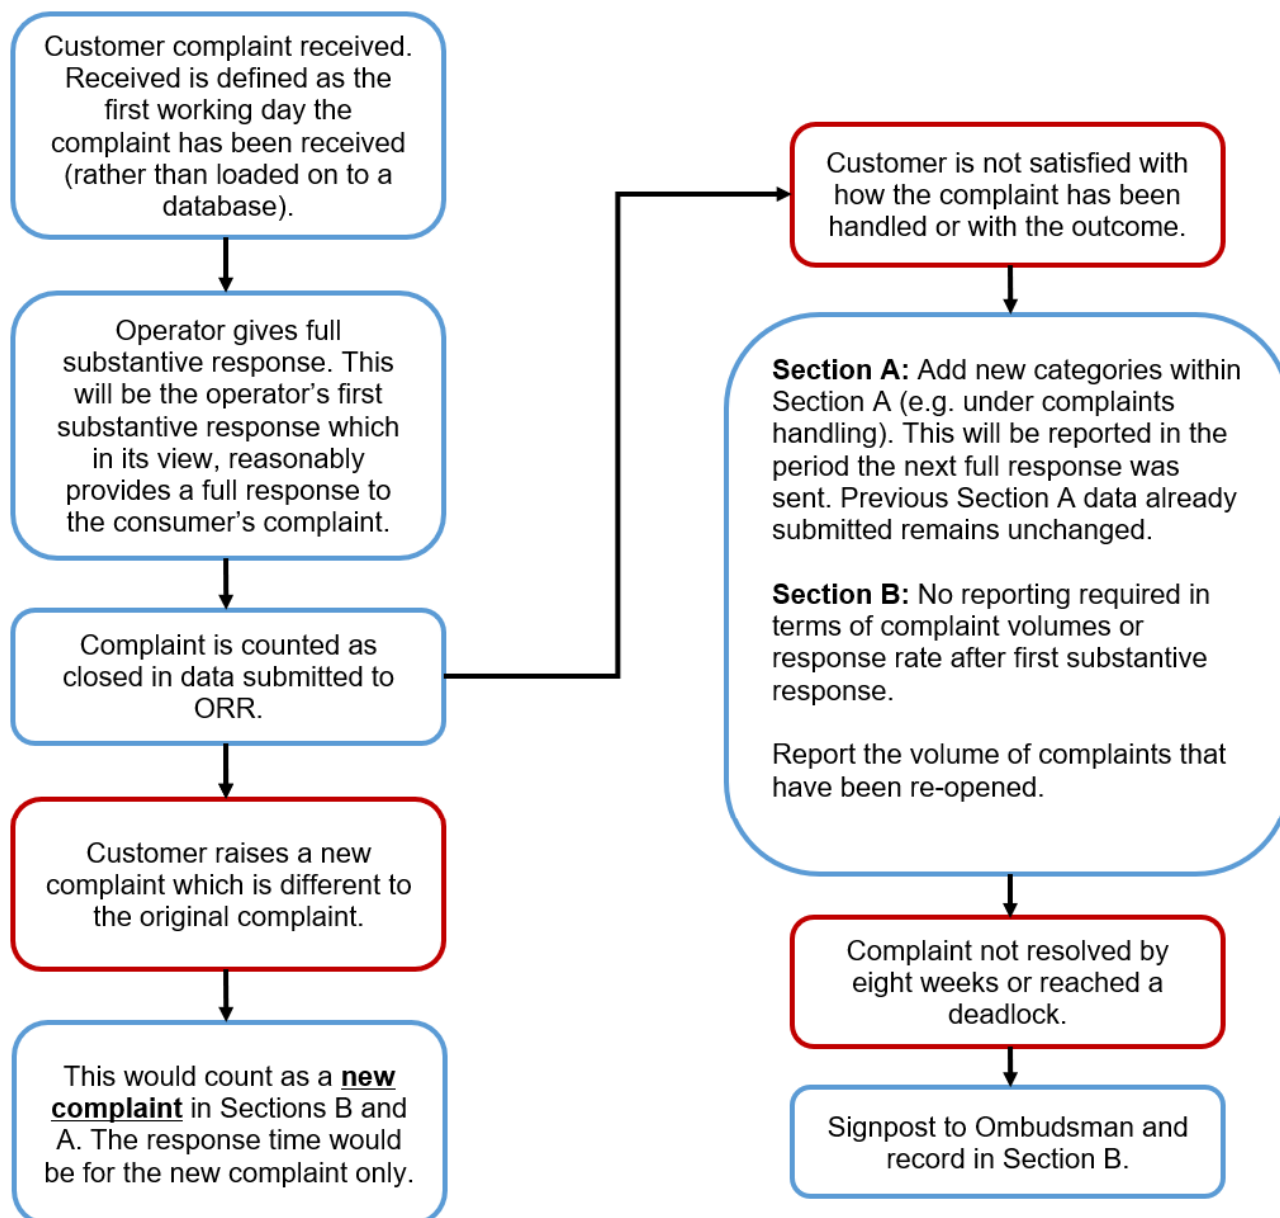 Customer complaint received.
Received is defined as the
first working day the
complaint has been received
(rather than loaded on to a
database).
Operator gives full
substantive response. This
will be the operator’s first
substantive response which
in its view, reasonably
provides a full response to
the consumer’s complaint.
Complaint is counted as
closed in data submitted to
ORR.
Customer raises a new
complaint which is different to
the original complaint.
This would count as a new
complaint in Sections B and
A. The response time would
be for the new complaint only.
Customer is not satisfied with
how the complaint has been
handled or with the outcome.
Section A: Add new categories within
Section A (e.g. under complaints
handling). This will be reported in the
period the next full response was
sent. Previous Section A data already
submitted remains unchanged.
Section B: No reporting required in
terms of complaint volumes or
response rate after first substantive
response.
Report the volume of complaints that
have been re-opened.
Complaint not resolved by
eight weeks or reached a
deadlock.
Signpost to Ombudsman and
record in Section B.